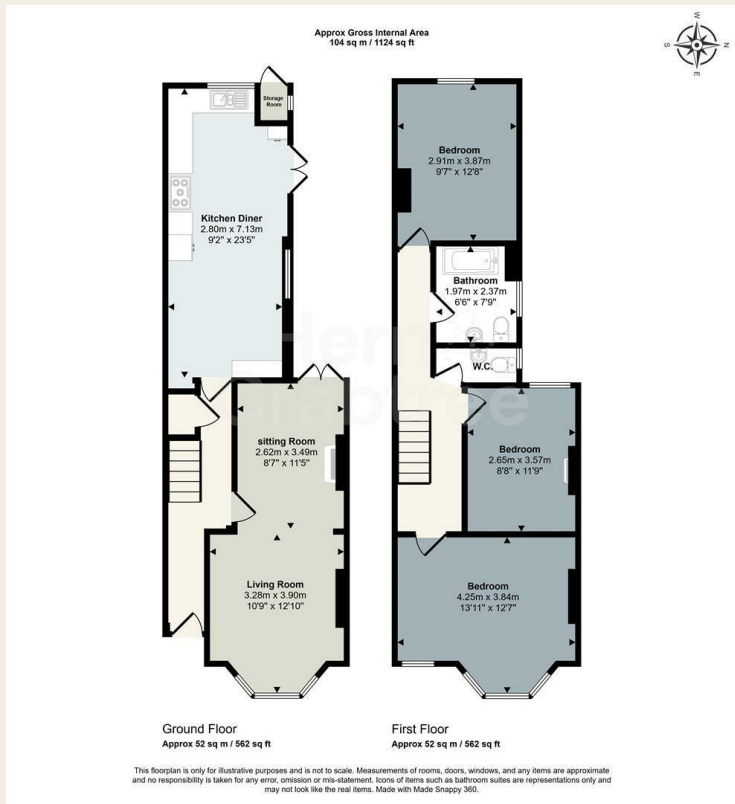 Approx Gross Internal Area
104 sq m / 1124 sq ft
W
S
N
E
Storage
Room
Kitchen Diner
2.80m x 7.13m
9'2" x 23'5"
sitting Room
2.62m x 3.49m
8'7" x 11'5"
Living Room
3.28m x 3.90m
10'9" x 12'10"
Bedroom
2.91m x 3.87m
9'7" x 12'8"
Bathroom
1.97m x 2.37m
6'6" x 7'9"
W.C.
Bedroom
2.65m x 3.57m
8'8" x 11'9"
Bedroom
4.25m x 3.84m
13'11" x 12'7"
Hern
Crabtree
Ground Floor
Approx 52 sq m / 562 sq ft
First Floor
Approx 52 sq m / 562 sq ft
This floorplan is only for illustrative purposes and is not to scale. Measurements of rooms, doors, windows, and any items are approximate
and no responsibility is taken for any error, omission or mis-statement. Icons of items such as bathroom suites are representations only and
may not look like the real items. Made with Made Snappy 360.